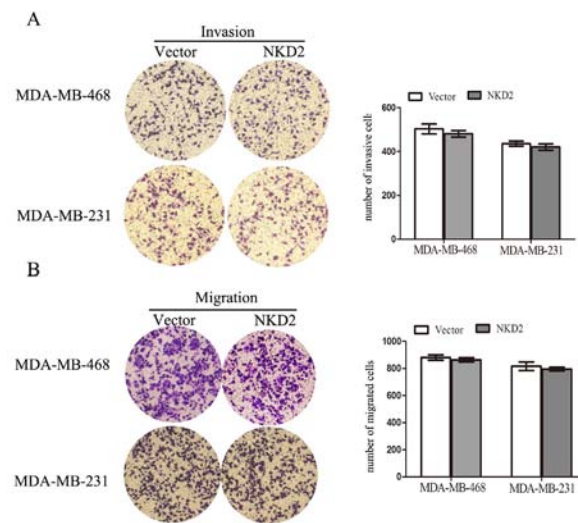 A
Invasion
Vector NKD2
MDA-MB-468
MDA-MB-231
number of invasive cells
600
400
200
0
Vector NKD2
MDA-MB-468 MDA-MB-231
B
Migration
Vector NKD2
MDA-MB-468
MDA-MB-231
number of migrated cells
1000
800
600
400
200
0
Vector NKD2
MDA-MB-468 MDA-MB-231